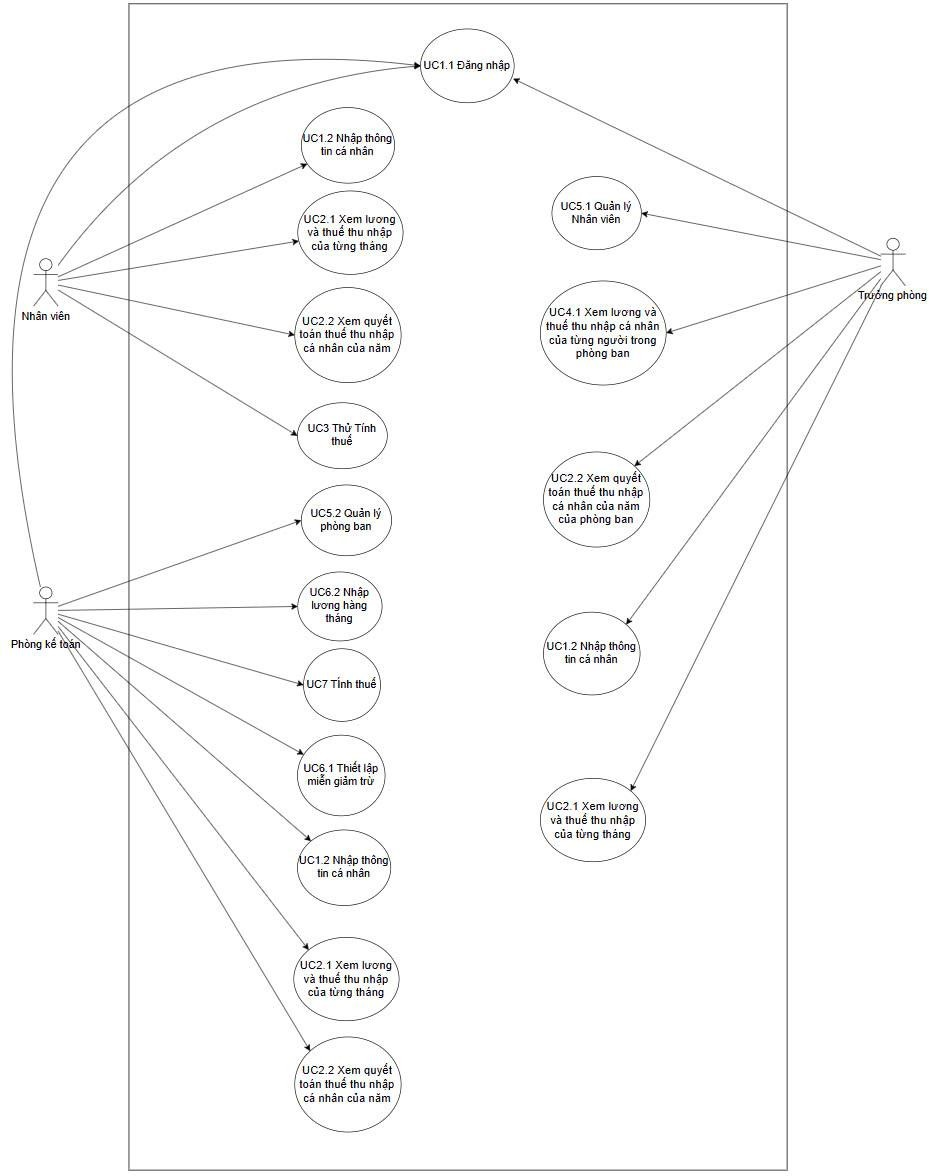 UC1.1 Đăng nhập
UC1.2 Nhập thông
tin cá nhân
UC2.1 Xem lương
và thuế thu nhập
của từng tháng
UC2.2 Xem quyết
toán thuế thu nhập
cá nhân của năm
UC3 Thử Tính
thuế
UC5.2 Quản lý
phòng ban
UC6.2 Nhập
lương hàng
tháng
UC7 Tính thuế
UC6.1 Thiết lập
miễn giảm trừ
UC1.2 Nhập thông
tin cá nhân
UC2.1 Xem lương
và thuế thu nhập
của từng tháng
UC2.2 Xem quyết
toán thuế thu nhập
cá nhân của năm
Nhân viên
Phòng kế toán
UC5.1 Quản lý
Nhân viên
UC4.1 Xem lương và
thuế thu nhập cá nhân
của từng người trong
phòng ban
UC2.2 Xem quyết
toán thuế thu nhập
cá nhân của năm
của phòng ban
UC1.2 Nhập thông
tin cá nhân
UC2.1 Xem lương
và thuế thu nhập
của từng tháng
Trưởng phòng